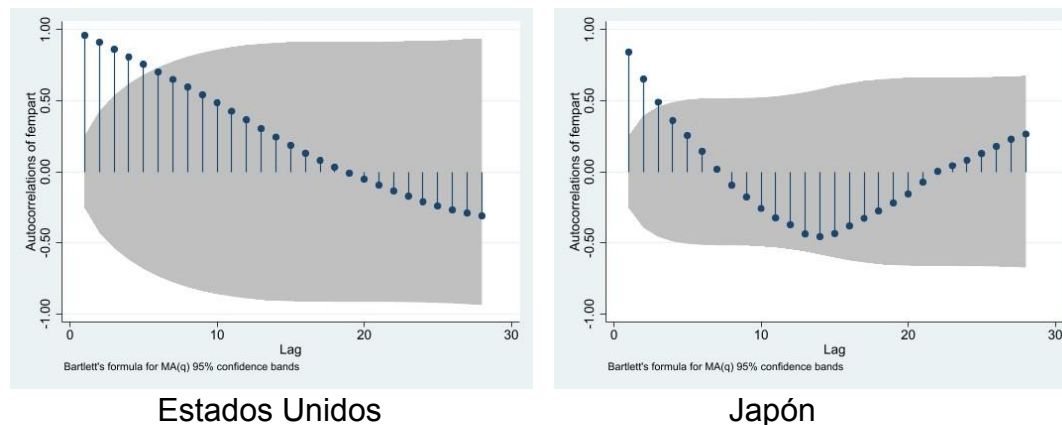 Autocorrelations of fempart
1.00
0.50
0.00
-0.50
-1.00
0
10
20
30
Lag
Bartlett's formula for MA(q) 95% confidence bands
Estados Unidos
Autocorrelations of fempart
1.00
0.50
0.00
-0.50
-1.00
0
10
20
30
Lag
Bartlett's formula for MA(q) 95% confidence bands
Japón